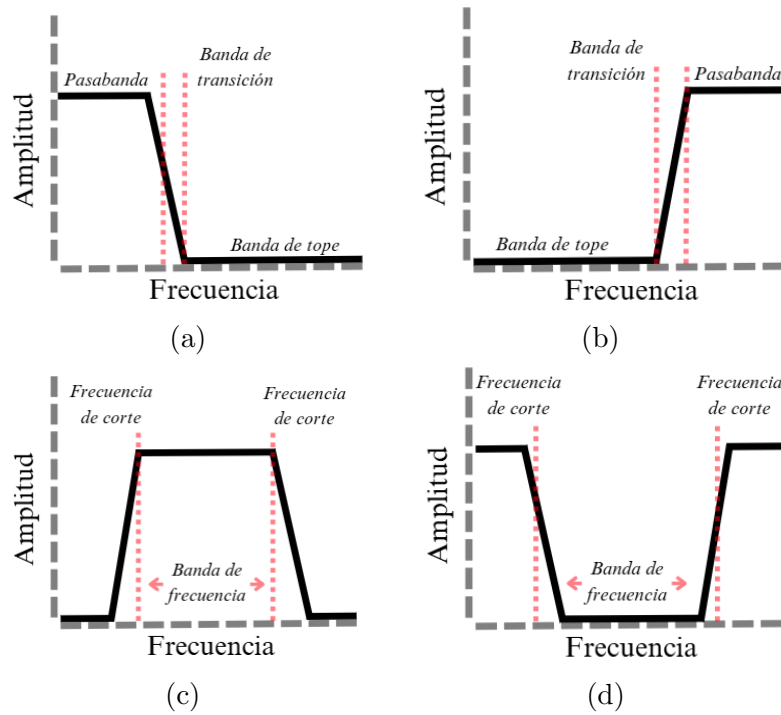 Amplitud
Pasabanda
Banda de
transición
Banda de tope
Frecuencia
(a)
Amplitud
Banda de
transición
Pasabanda
Banda de tope
Frecuencia
(b)
Amplitud
Frecuencia
de corte
Frecuencia
de corte
Banda de
frecuencia
Frecuencia
(c)
Amplitud
Frecuencia
de corte
Frecuencia
de corte
Banda de
frecuencia
Frecuencia
(d)